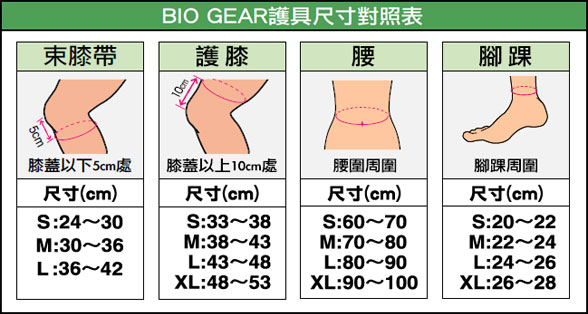 BIO GEAR護具尺寸對照表
束膝帶
5cm
膝蓋以下5cm處
尺寸(cm)
S:24～30
M:30～36
L:36～42
護膝
10cm
膝蓋以上10cm處
尺寸(cm)
S:33～38
M:38～43
L:43～48
XL:48～53
腰
腰圍周圍
尺寸(cm)
S:60～70
M:70～80
L:80～90
XL:90～100
腳踝
腳踝周圍
尺寸(cm)
S:20～22
M:22～24
L:24～26
XL:26～28